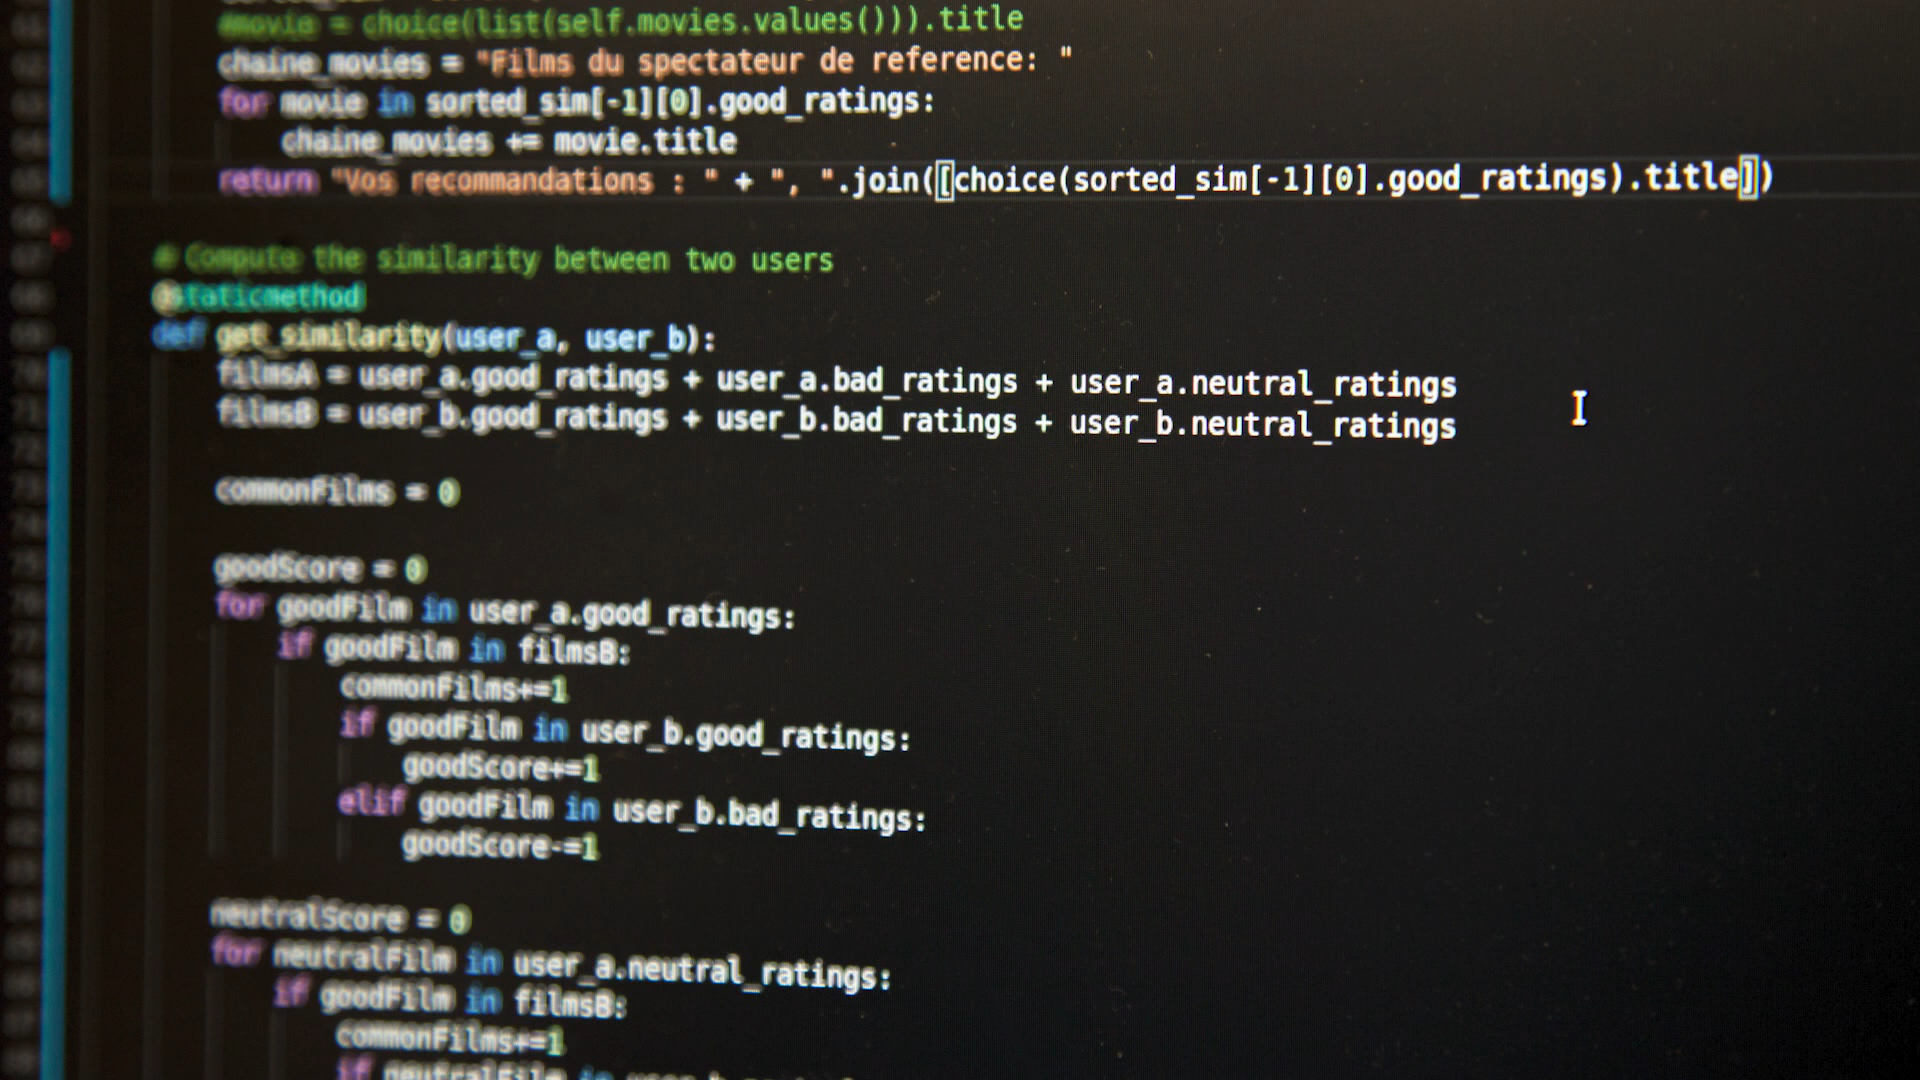 #movie = choice(list(self.movies.values())).title
chaine_movies = "Films du spectateur de reference: "
for movie in sorted_sim[-1][0].good_ratings:
chaine_movies += movie.title
return "Vos recommandations : " + ", ".join([choice(sorted_sim[-1][0].good_ratings).title])
# Compute the similarity between two users
@staticmethod
def get_similarity(user_a, user_b):
filmsA = user_a.good_ratings + user_a.bad_ratings + user_a.neutral_ratings
filmsB = user_b.good_ratings + user_b.bad_ratings + user_b.neutral_ratings
commonFilms = 0
goodScore = 0
for goodFilm in user_a.good_ratings:
if goodFilm in filmsB:
commonFilms+=1
if goodFilm in user_b.good_ratings:
goodScore+=1
elif goodFilm in user_b.bad_ratings:
goodScore-=1
neutralScore = 0
for neutralFilm in user_a.neutral_ratings:
if goodFilm in filmsB:
commonFilms+=1
if neutralFilm in